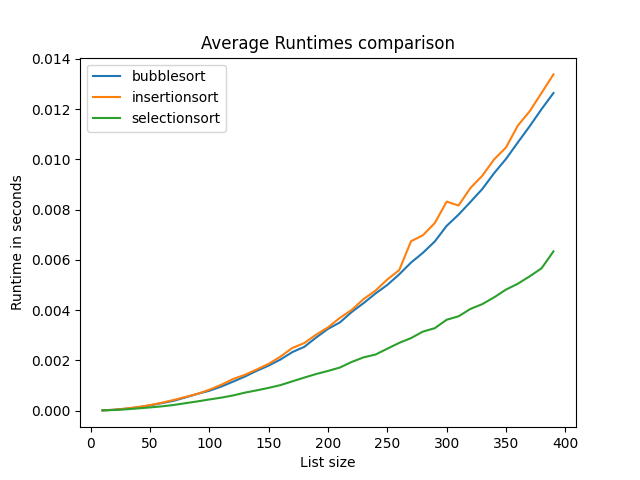 Average Runtimes comparison
bubblesort
insertionsort
selectionsort
Runtime in seconds
0.014
0.012
0.010
0.008
0.006
0.004
0.002
0.000
0 50 100 150 200 250 300 350 400
List size